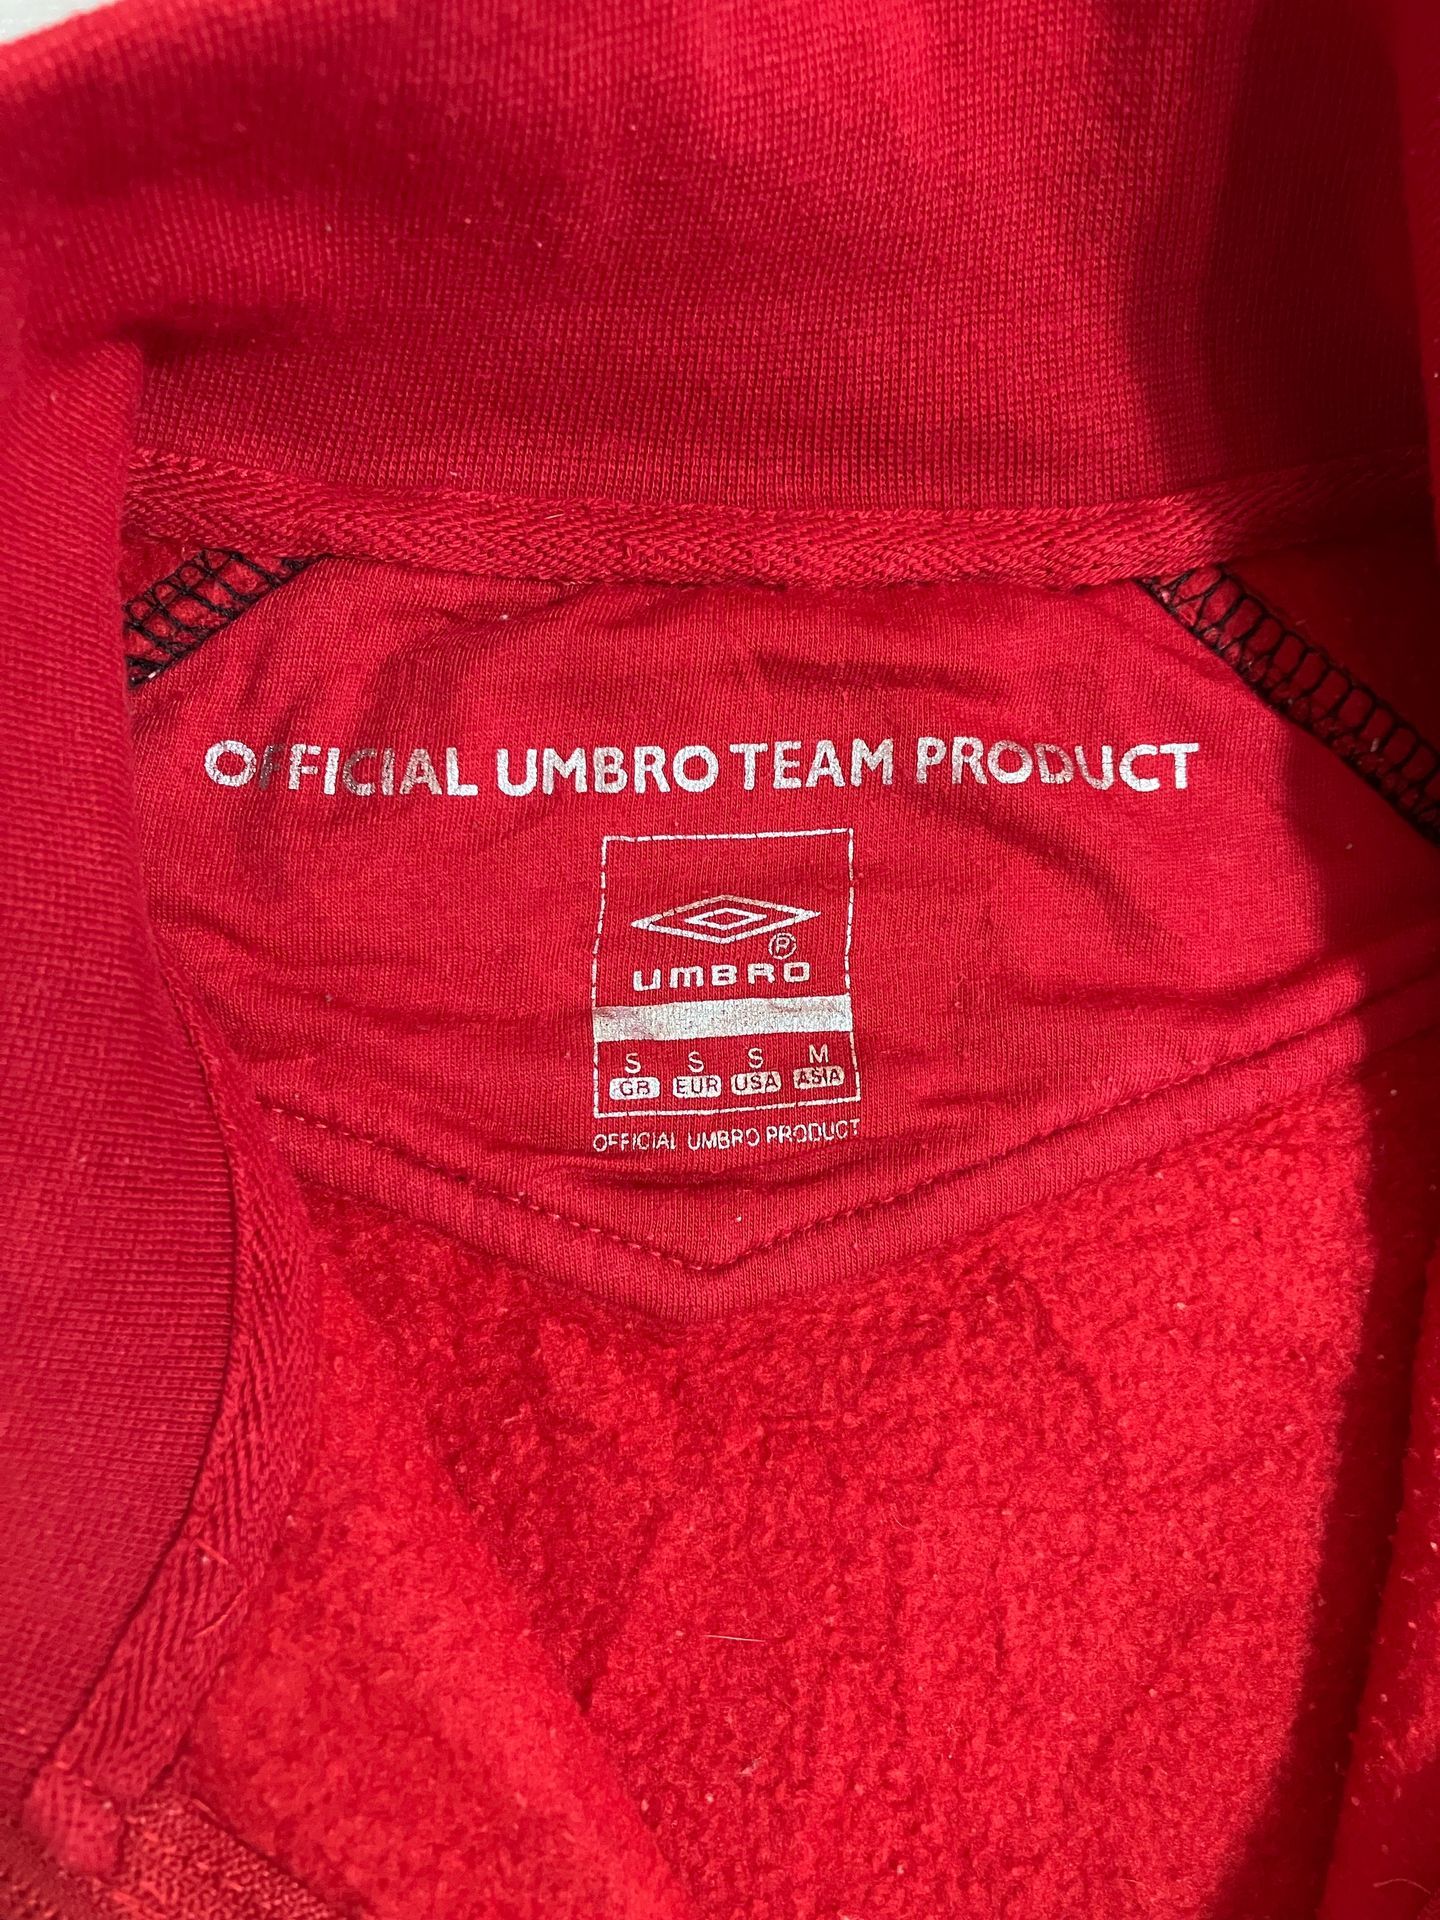 OFFICIAL UMBRO TEAM PRODUCT
®
UMBRO
S S S M
GB EUR USA ASIA
OFFICIAL UMBRO PRODUCT